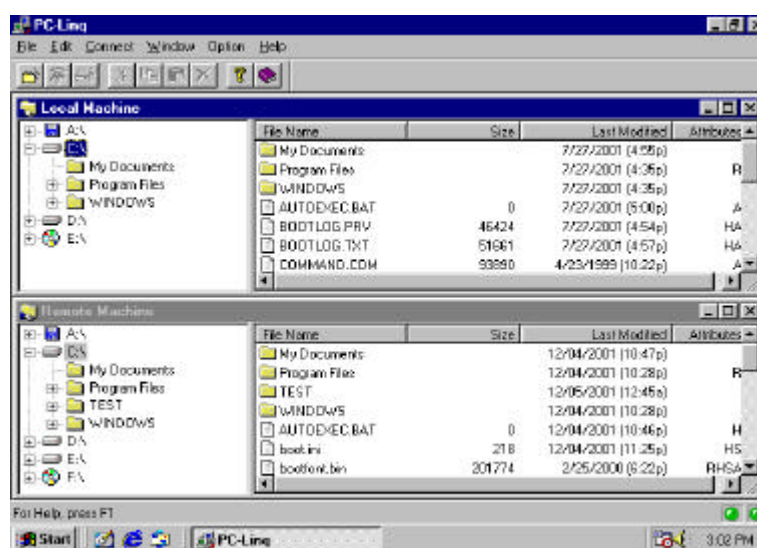 PC-Linq
File Edit Connect Window Option Help
Local Machine
A:\
C:\
My Documents
Program Files
WINDOWS
D:\
E:\
File Name Size Last Modified Attributes
My Documents 7/27/2001 (4:55p)
Program Files 7/27/2001 (4:35p) R
WINDOWS 7/27/2001 (4:35p)
AUTOEXEC.BAT 0 7/27/2001 (5:00p) A
BOOTLOG.PRV 46424 7/27/2001 (4:54p) HA
BOOTLOG.TXT 51661 7/27/2001 (4:57p) HA
COMMAND.COM 93890 4/23/1999 (10:22p) A
Remote Machine
A:\
C:\
My Documents
Program Files
TEST
WINDOWS
D:\
E:\
F:\
File Name Size Last Modified Attributes
My Documents 12/04/2001 (10:47p)
Program Files 12/04/2001 (10:28p) R
TEST 12/05/2001 (12:45a)
WINDOWS 12/04/2001 (10:28p)
AUTOEXEC.BAT 0 12/04/2001 (10:46p) H
boot.ini 218 12/04/2001 (11:25p) HS
bootfont.bin 201774 2/25/2000 (6:22p) RHSA
For Help, press F1
Start PC-Linq 3:02 PM